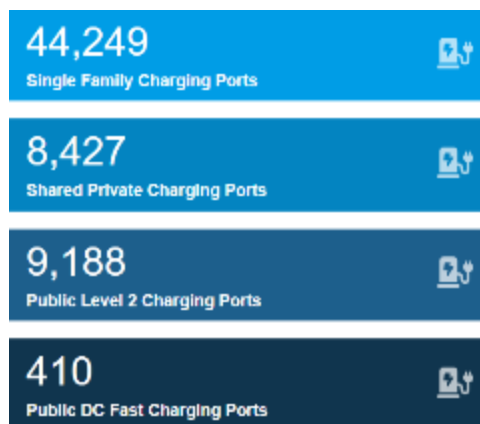 44,249
Single Family Charging Ports
8,427
Shared Private Charging Ports
9,188
Public Level 2 Charging Ports
410
Public DC Fast Charging Ports